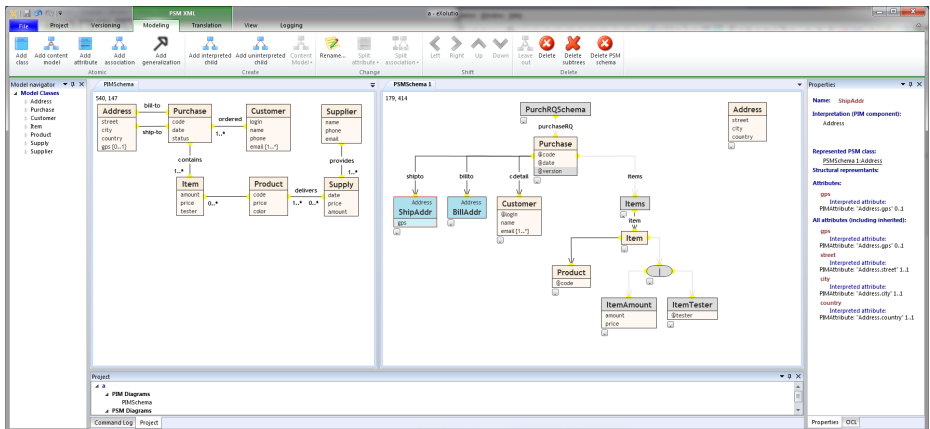 PSM XML
a - eXolutio
File Project Versioning Modeling Translation View Logging
Add class
Add content model
Add attribute
Add association
Add generalization
Add interpreted child
Add uninterpreted child
Content Model
Rename...
Split attribute
Split association
Left Right Up Down
Leave out
Delete
Delete subtrees
Delete PSM schema
Atomic Create Change Shift Delete
Model navigator
Model Classes
Address
Purchase
Customer
Item
Product
Supply
Supplier
PIMSchema
540, 147
Address
street
city
country
gps [0..1]
bill-to
ship-to
Purchase
code
date
status
ordered
1..*
Customer
login
name
phone
email [1..*]
Supplier
name
phone
email
contains
1..*
provides
1..*
Item
amount
price
tester
0..*
Product
code
price
color
delivers
1..* 0..*
Supply
date
price
amount
PSMSchema 1
179, 414
PurchRQSchema
purchaseRQ
Purchase
@code
@date
@version
Address
street
city
country
shipto
billto
cdetail
items
Address
ShipAddr
gps
Address
BillAddr
Customer
@login
name
email [1..*]
Items
item
Item
Product
@code
|
ItemAmount
amount
price
ItemTester
@tester
Properties
Name: ShipAddr
Interpretation (PIM component):
Address
Represented PSM class:
PSMSchema 1:Address
Structural representants:
Attributes:
gps
Interpreted attribute:
PIMAttribute: "Address.gps" 0..1
All attributes (including inherited):
gps
Interpreted attribute:
PIMAttribute: "Address.gps" 0..1
street
Interpreted attribute:
PIMAttribute: "Address.street" 1..1
city
Interpreted attribute:
PIMAttribute: "Address.city" 1..1
country
Interpreted attribute:
PIMAttribute: "Address.country" 1..1
Project
a
PIM Diagrams
PIMSchema
PSM Diagrams
Command Log Project
Properties OCL